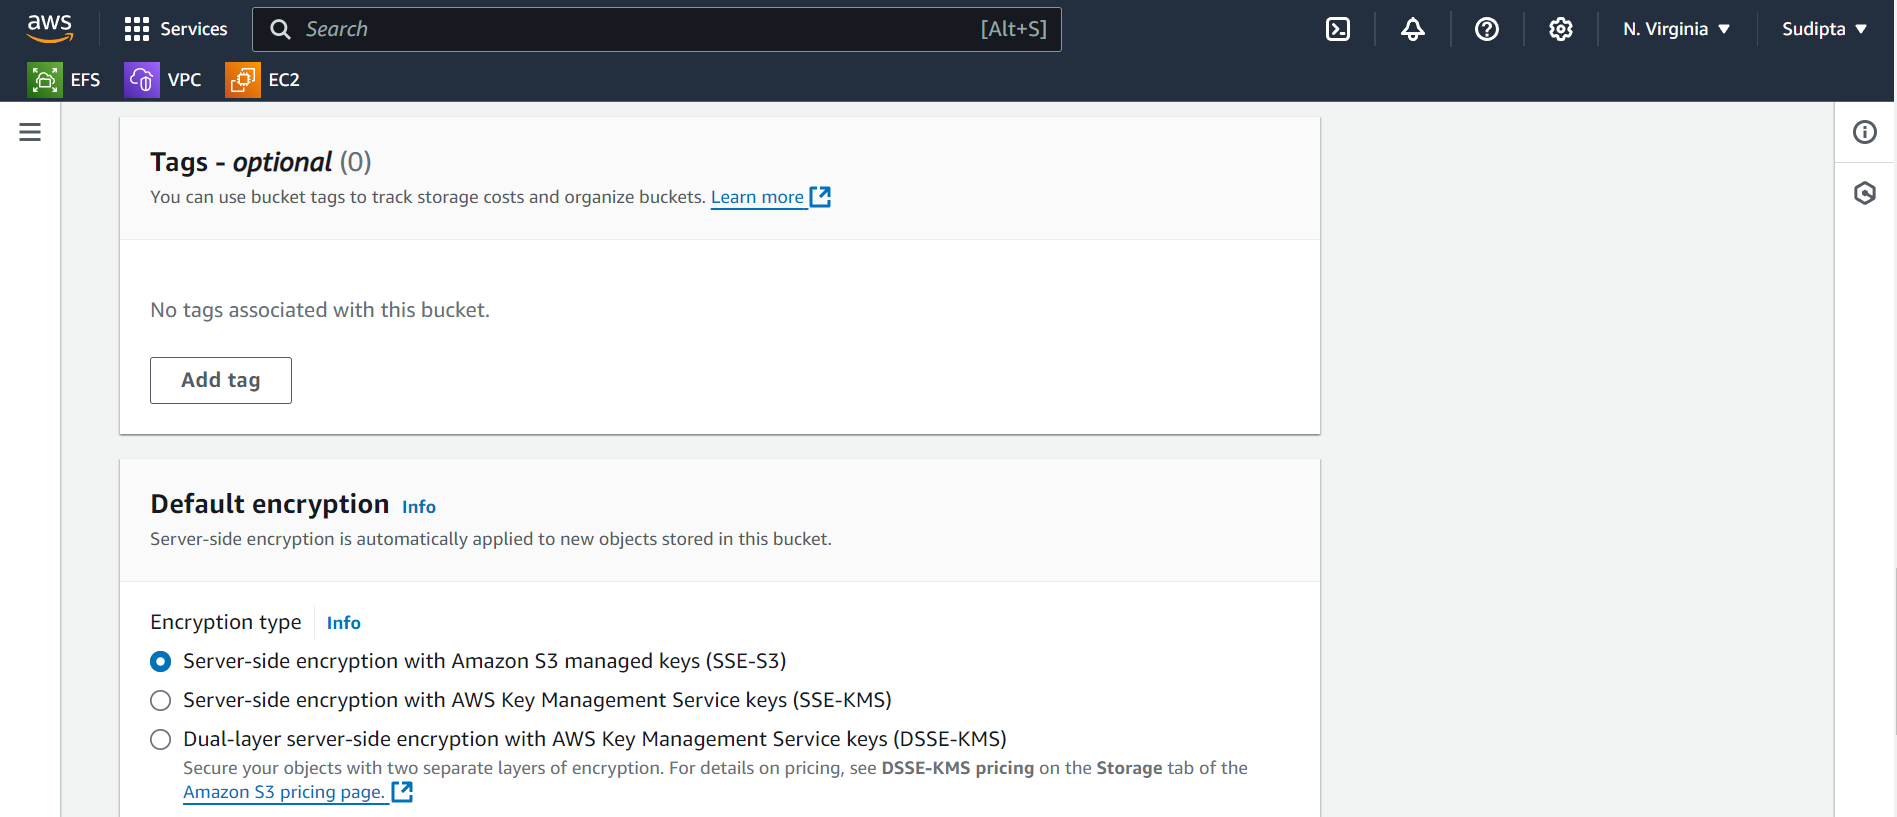 aws Services Search [Alt+S] N. Virginia Sudipta
EFS VPC EC2
Tags - optional (0)
You can use bucket tags to track storage costs and organize buckets. Learn more
No tags associated with this bucket.
Add tag
Default encryption Info
Server-side encryption is automatically applied to new objects stored in this bucket.
Encryption type Info
Server-side encryption with Amazon S3 managed keys (SSE-S3)
Server-side encryption with AWS Key Management Service keys (SSE-KMS)
Dual-layer server-side encryption with AWS Key Management Service keys (DSSE-KMS)
Secure your objects with two separate layers of encryption. For details on pricing, see DSSE-KMS pricing on the Storage tab of the
Amazon S3 pricing page.